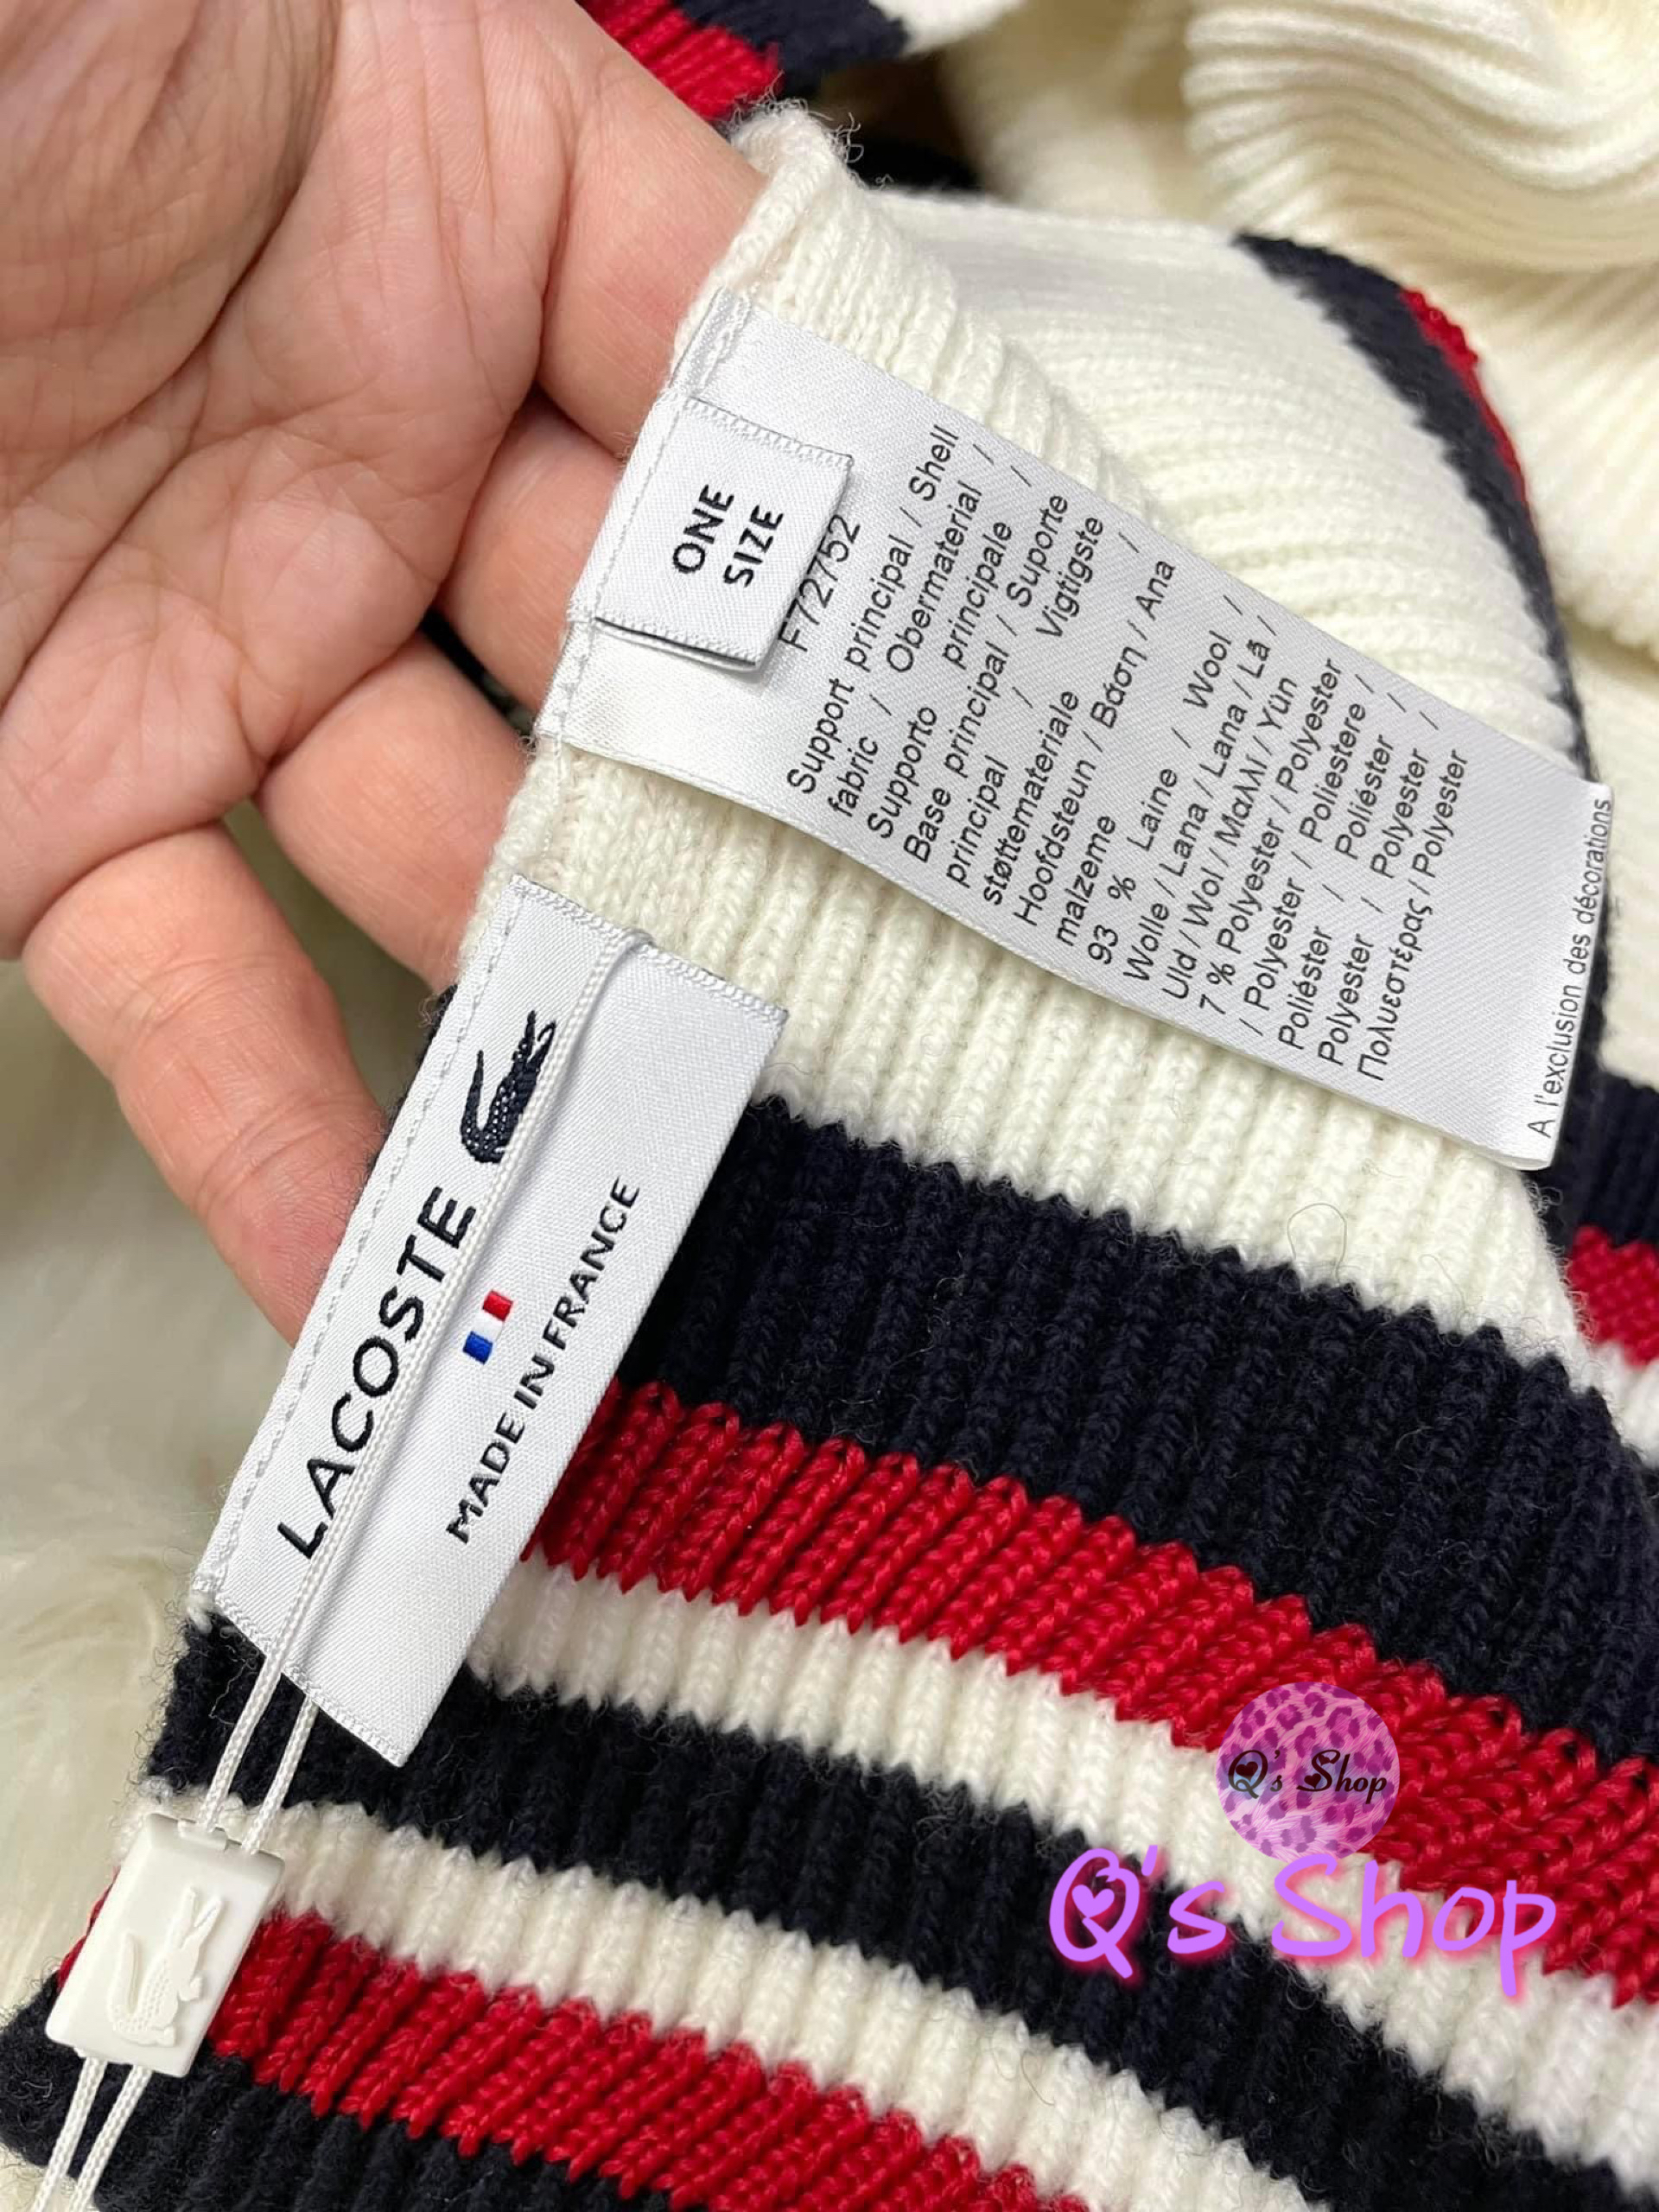 ONE
SIZE
F72752
Support principal / Shell
fabric / Obermaterial /
Supporto principale /
Base principal / Suporte
principal / Vigtigste
støttemateriale /
Hoofdsteun / Βάση / Ana
malzeme
93 % Laine / Wool /
Wolle / Lana / Lana / Lã /
Uld / Wol / Μαλλί / Yün
7 % Polyester / Polyester
/ Polyester / Poliestere /
Poliéster / Poliéster /
Polyester / Polyester /
Πολυεστέρας / Polyester
A l'exclusion des décorations
LACOSTE
MADE IN FRANCE
Q's Shop
Q's Shop